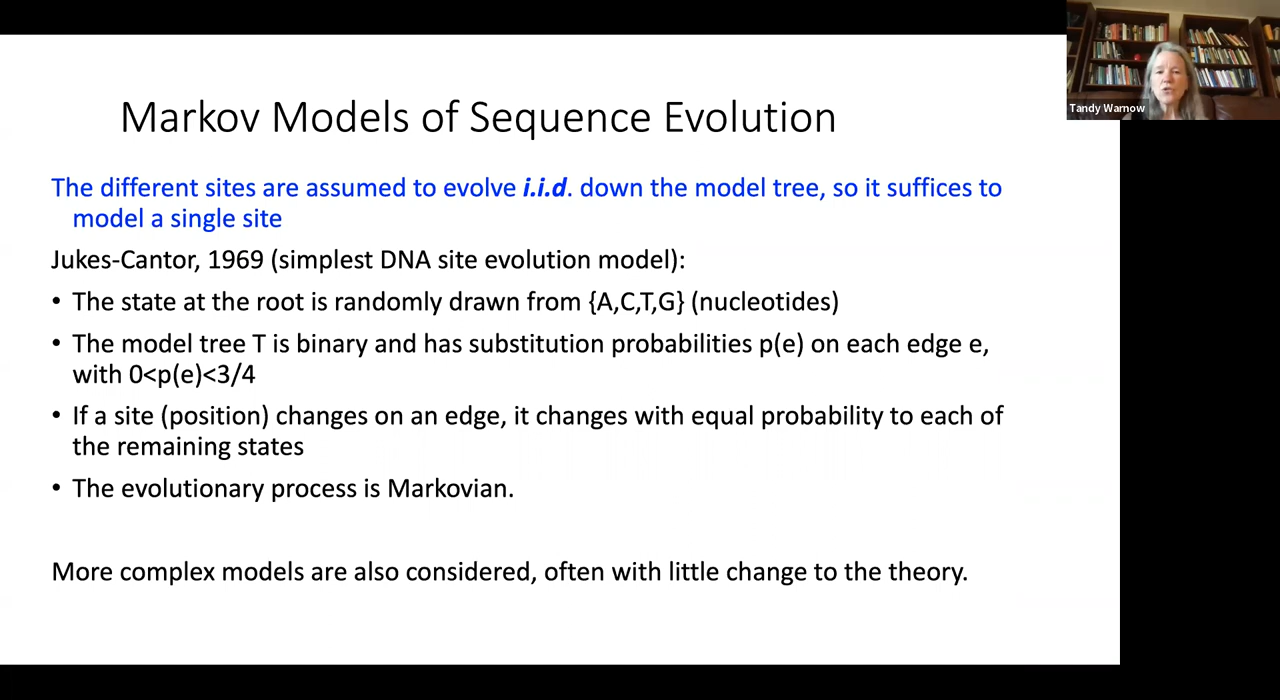 Tandy Warnow
Markov Models of Sequence Evolution
The different sites are assumed to evolve i.i.d. down the model tree, so it suffices to
model a single site
Jukes-Cantor, 1969 (simplest DNA site evolution model):
• The state at the root is randomly drawn from {A,C,T,G} (nucleotides)
• The model tree T is binary and has substitution probabilities p(e) on each edge e,
with 0<p(e)<3/4
• If a site (position) changes on an edge, it changes with equal probability to each of
the remaining states
• The evolutionary process is Markovian.
More complex models are also considered, often with little change to the theory.